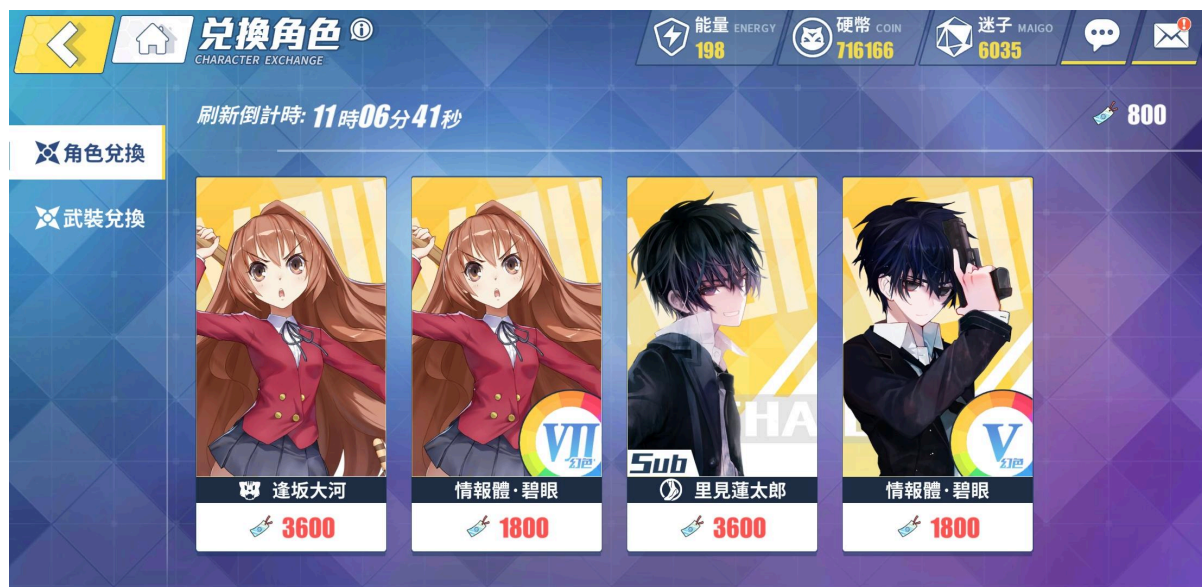 兌換角色
CHARACTER EXCHANGE
能量 ENERGY
198
硬幣 COIN
716166
迷子 MAIGO
6035
刷新倒計時: 11時06分41秒
800
角色兌換
武裝兌換
VII
幻色
Sub
CHA
V
幻色
逢坂大河
情報體·碧眼
里見蓮太郎
情報體·碧眼
3600
1800
3600
1800